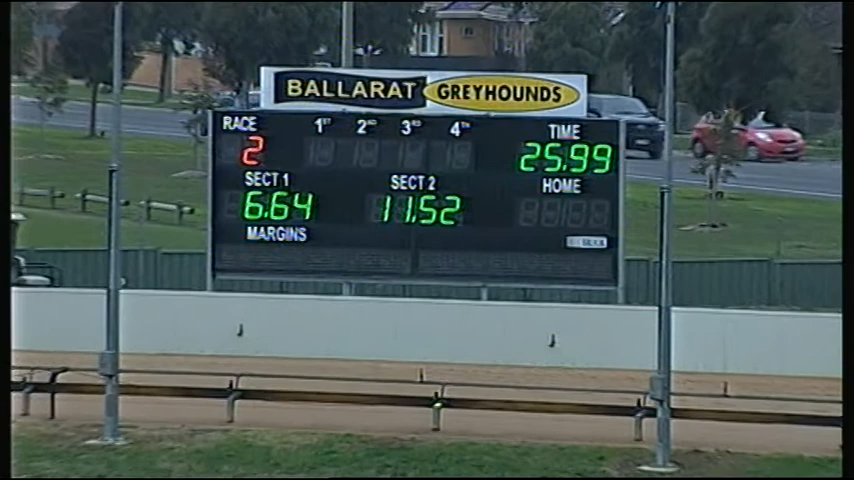 BALLARAT GREYHOUNDS
RACE 1ST 2ND 3RD 4TH TIME
2 25.99
SECT 1 SECT 2 HOME
6.64 11.52
MARGINS